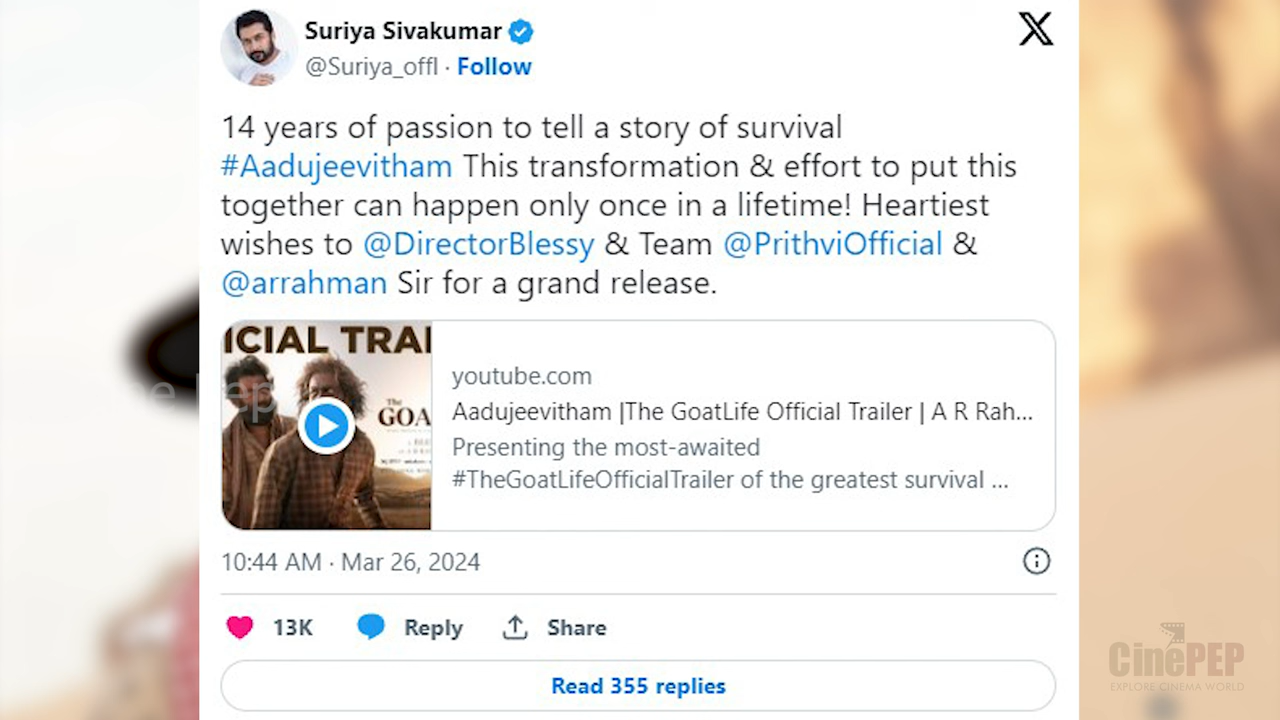 Suriya Sivakumar
@Suriya_offl · Follow
14 years of passion to tell a story of survival
#Aadujeevitham This transformation & effort to put this
together can happen only once in a lifetime! Heartiest
wishes to @DirectorBlessy & Team @PrithviOfficial &
@arrahman Sir for a grand release.
ICIAL TRAI
The
GOA
youtube.com
Aadujeevitham |The GoatLife Official Trailer | A R Rah...
Presenting the most-awaited
#TheGoatLifeOfficialTrailer of the greatest survival ...
10:44 AM · Mar 26, 2024
13K Reply Share
Read 355 replies
CinePEP
EXPLORE CINEMA WORLD